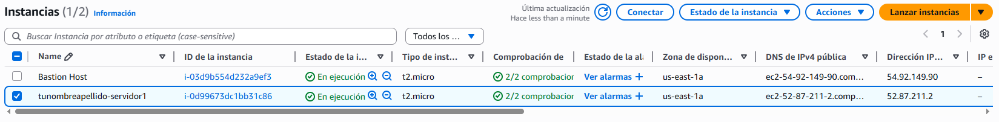 Instancias (1/2) Información
Última actualización
Hace less than a minute
Conectar
Estado de la instancia
Acciones
Lanzar instancias
Buscar Instancia por atributo o etiqueta (case-sensitive)
Todos los ...
1
Name ID de la instancia Estado de la i... Tipo de inst... Comprobación de Estado de la ala Zona de dispon... DNS de IPv4 pública Dirección IP... IP e
Bastion Host i-03d9b554d232a9ef3 En ejecución t2.micro 2/2 comprobacion Ver alarmas + us-east-1a ec2-54-92-149-90.com... 54.92.149.90 –
tunombreapellido-servidor1 i-0d99673dc1bb31c86 En ejecución t2.micro 2/2 comprobacion Ver alarmas + us-east-1a ec2-52-87-211-2.comp... 52.87.211.2 –